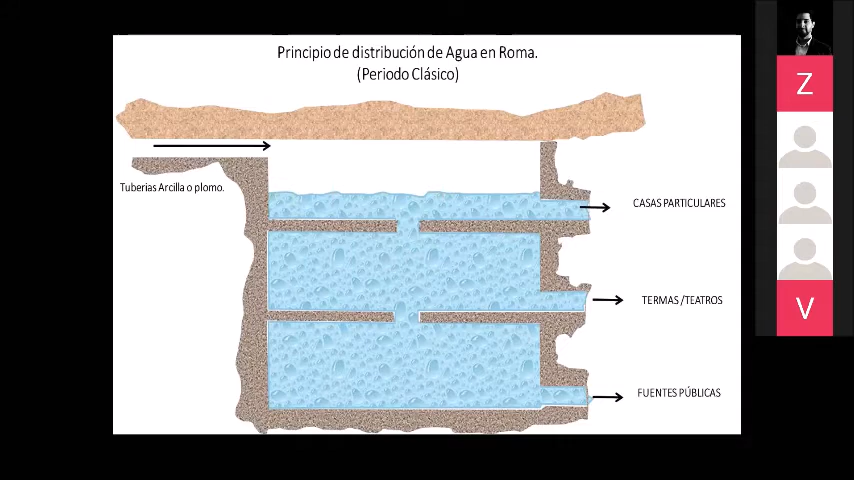 Principio de distribución de Agua en Roma.
(Periodo Clásico)
Tuberias Arcilla o plomo.
CASAS PARTICULARES
TERMAS /TEATROS
FUENTES PÚBLICAS
Z
V